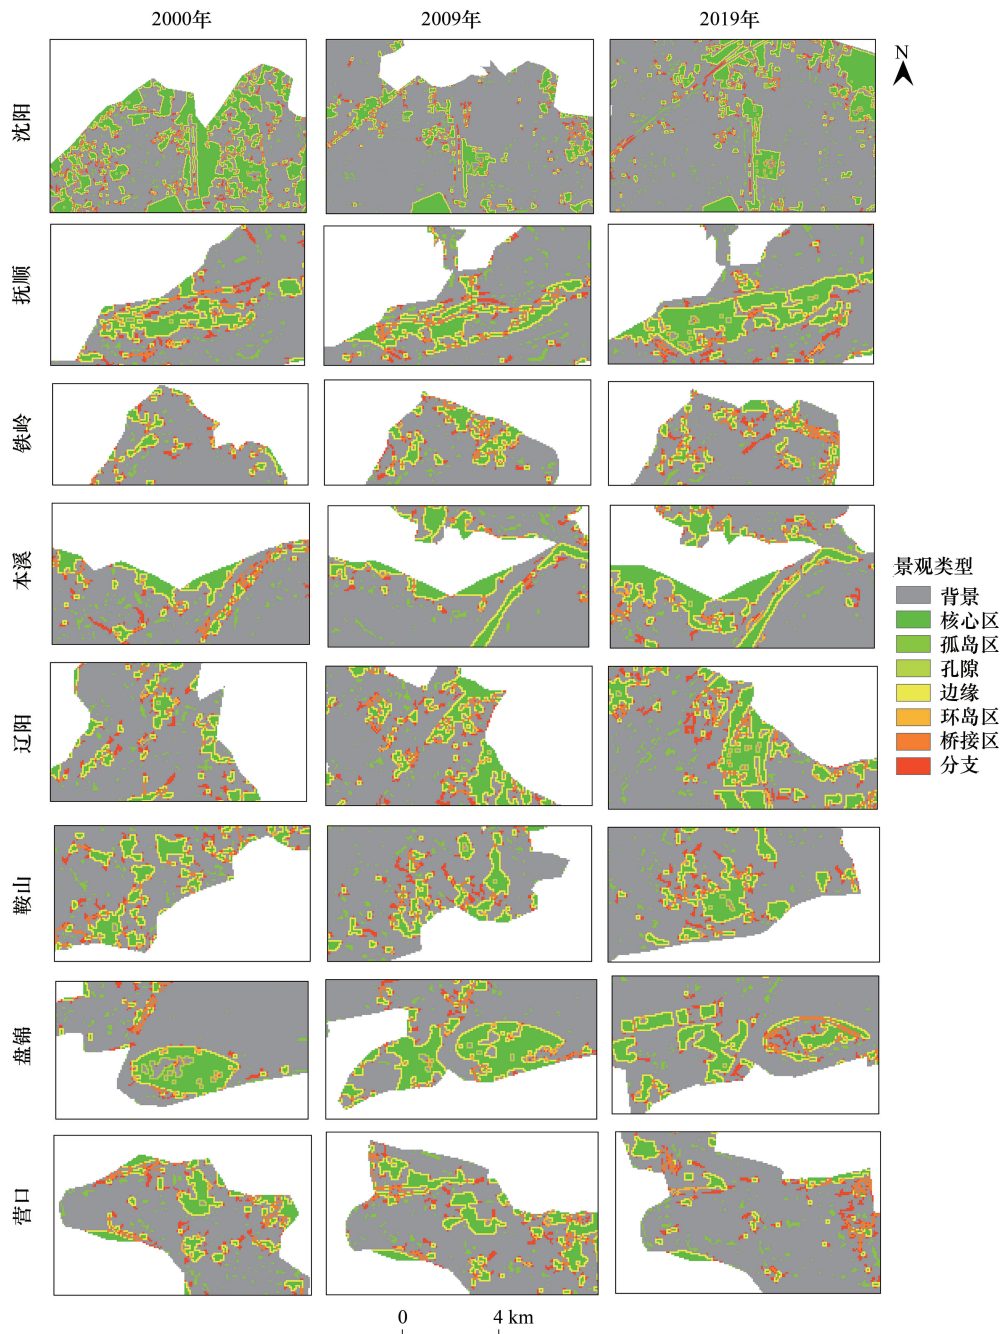 2000年 2009年 2019年
N
沈阳
抚顺
铁岭
本溪
景观类型
背景
核心区
孤岛区
孔隙
边缘
环岛区
桥接区
分支
辽阳
鞍山
盘锦
营口
0 4 km